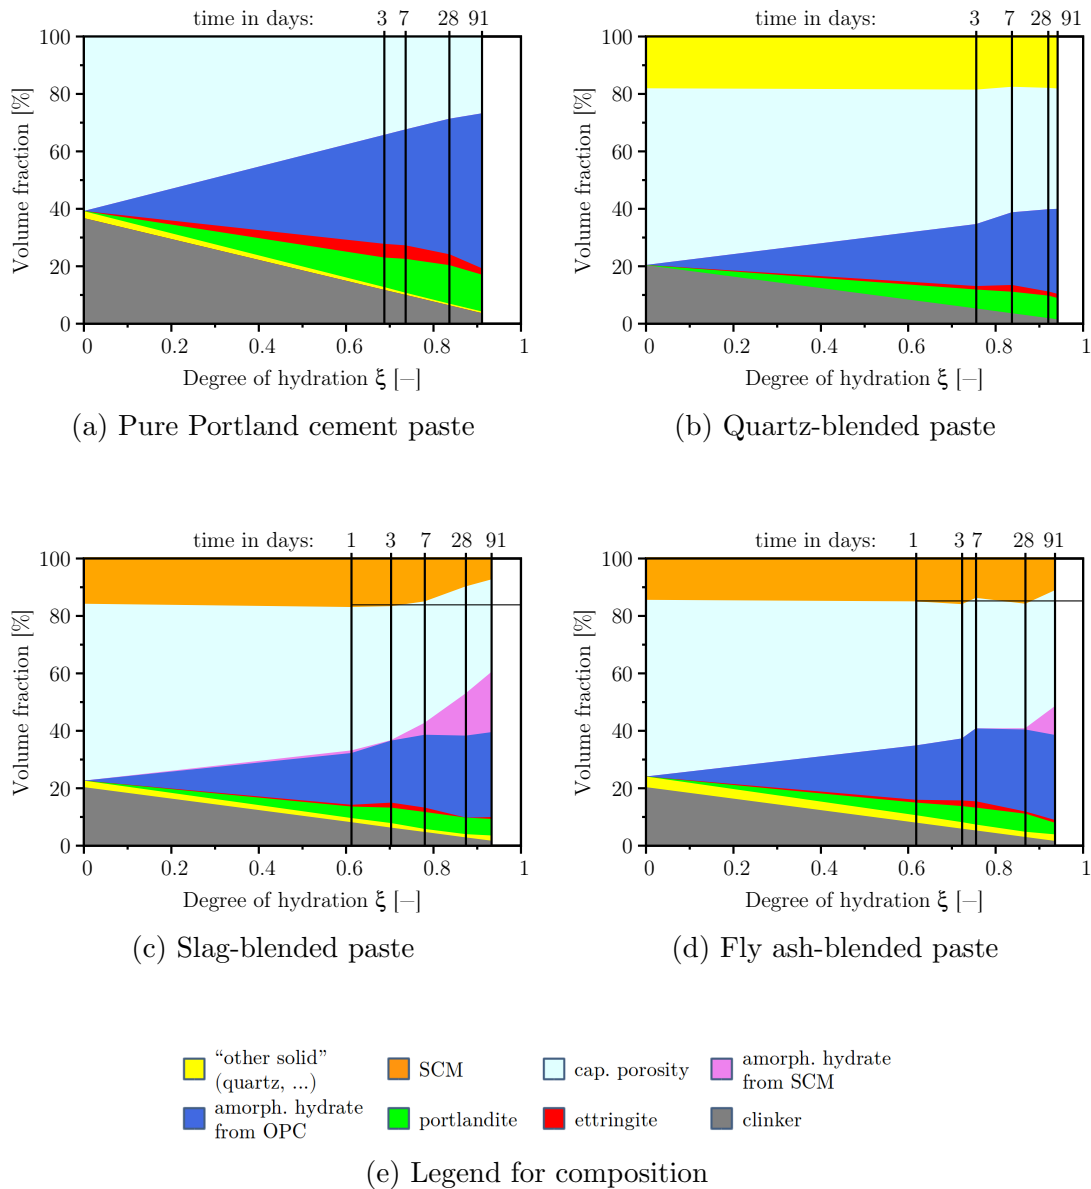 time in days: 3 7 28 91
100
80
60
40
20
0
Volume fraction [%]
0 0.2 0.4 0.6 0.8 1
Degree of hydration ξ [–]
(a) Pure Portland cement paste
time in days: 3 7 28 91
100
80
60
40
20
0
Volume fraction [%]
0 0.2 0.4 0.6 0.8 1
Degree of hydration ξ [–]
(b) Quartz-blended paste
time in days: 1 3 7 28 91
100
80
60
40
20
0
Volume fraction [%]
0 0.2 0.4 0.6 0.8 1
Degree of hydration ξ [–]
(c) Slag-blended paste
time in days: 1 3 7 28 91
100
80
60
40
20
0
Volume fraction [%]
0 0.2 0.4 0.6 0.8 1
Degree of hydration ξ [–]
(d) Fly ash-blended paste
“other solid”
(quartz, ...)
SCM
cap. porosity
amorph. hydrate
from SCM
amorph. hydrate
from OPC
portlandite
ettringite
clinker
(e) Legend for composition